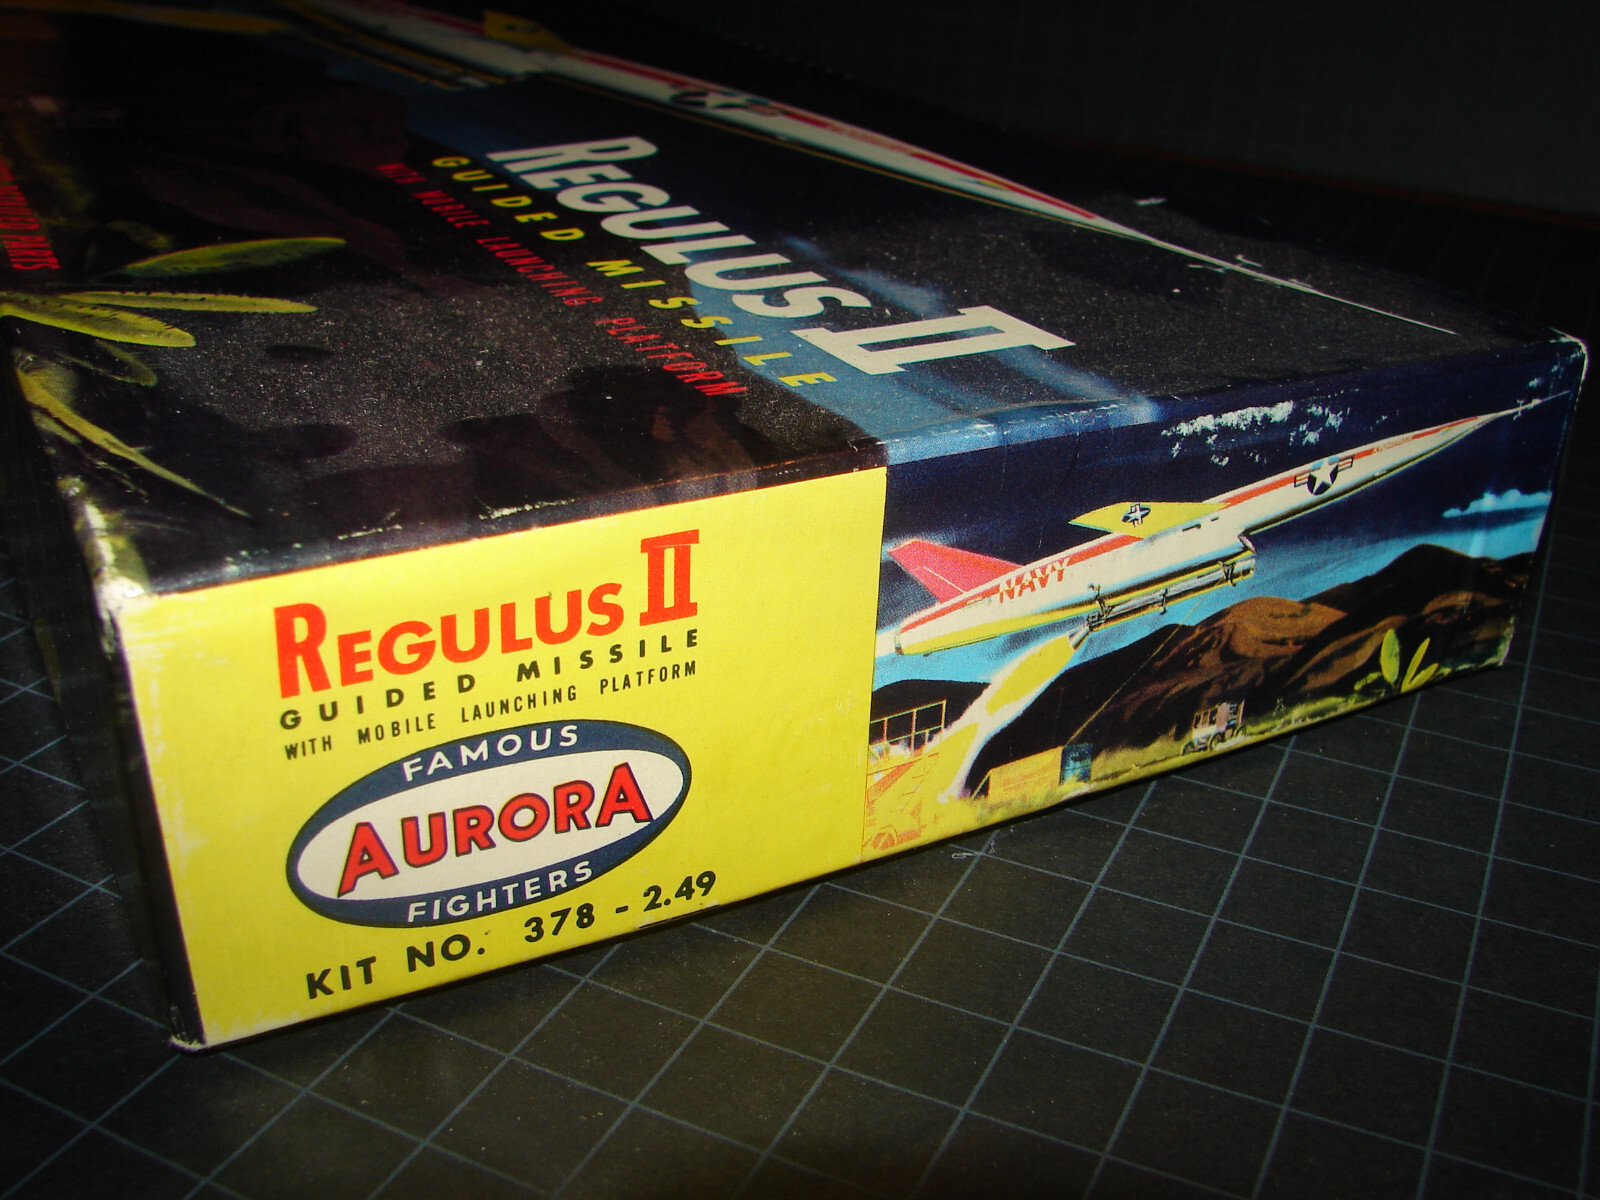 REGULUS II
GUIDED MISSILE
WITH MOBILE LAUNCHING PLATFORM
PARTS
REGULUS II
GUIDED MISSILE
WITH MOBILE LAUNCHING PLATFORM
FAMOUS
AURORA
FIGHTERS
KIT NO. 378 - 2.49
NAVY